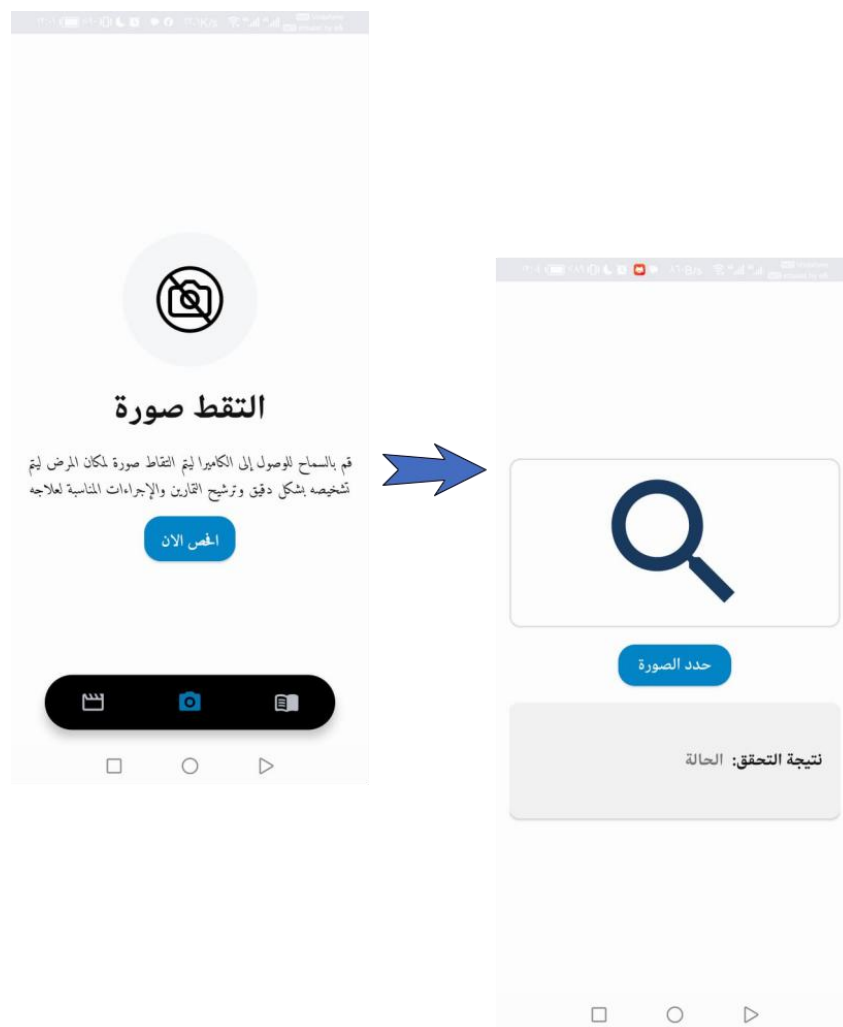 التقط صورة
قم بالسماح للوصول إلى الكاميرا ليتم التقاط صورة لمكان المرض ليتم
تشخيصه بشكل دقيق وترشيح التمارين والإجراءات المناسبة لعلاجه
افحص الان
حدد الصورة
نتيجة التحقق: الحالة